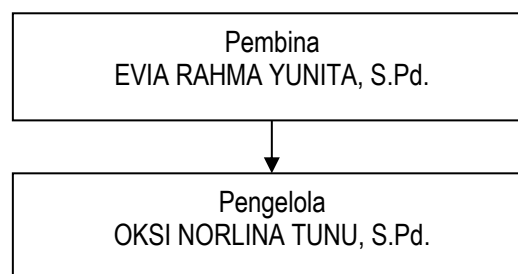 Pembina
EVIA RAHMA YUNITA, S.Pd.
Pengelola
OKSI NORLINA TUNU, S.Pd.